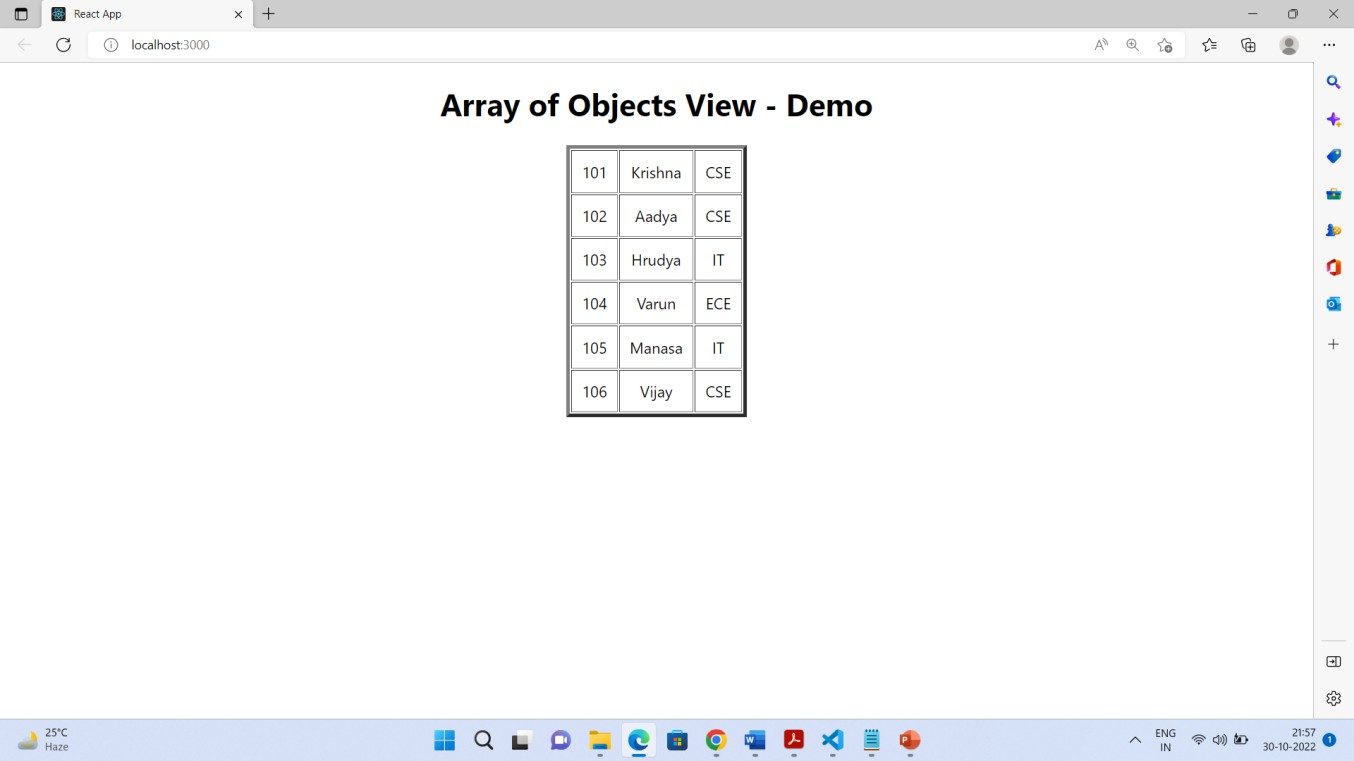 React App
localhost:3000
Array of Objects View - Demo
101 Krishna CSE
102 Aadya CSE
103 Hrudya IT
104 Varun ECE
105 Manasa IT
106 Vijay CSE
25°C
Haze
ENG
IN
21:57
30-10-2022
1